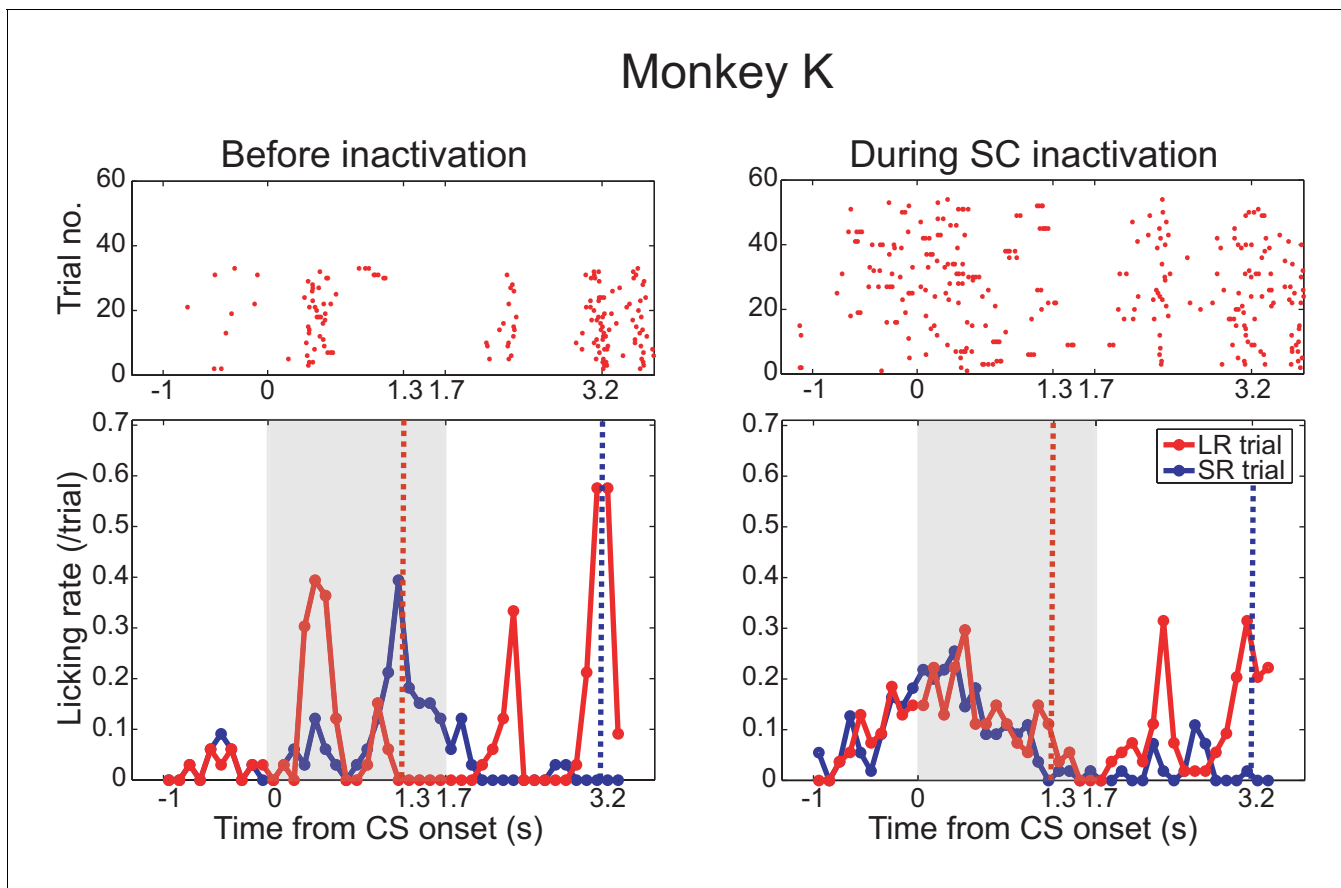 Monkey K
Before inactivation
During SC inactivation
Trial no.
60
40
20
0
-1 0 1.3 1.7 3.2
60
40
20
0
-1 0 1.3 1.7 3.2
Licking rate (/trial)
0.7
0.6
0.5
0.4
0.3
0.2
0.1
0
-1 0 1.3 1.7 3.2
Time from CS onset (s)
0.7
0.6
0.5
0.4
0.3
0.2
0.1
0
-1 0 1.3 1.7 3.2
Time from CS onset (s)
LR trial
SR trial